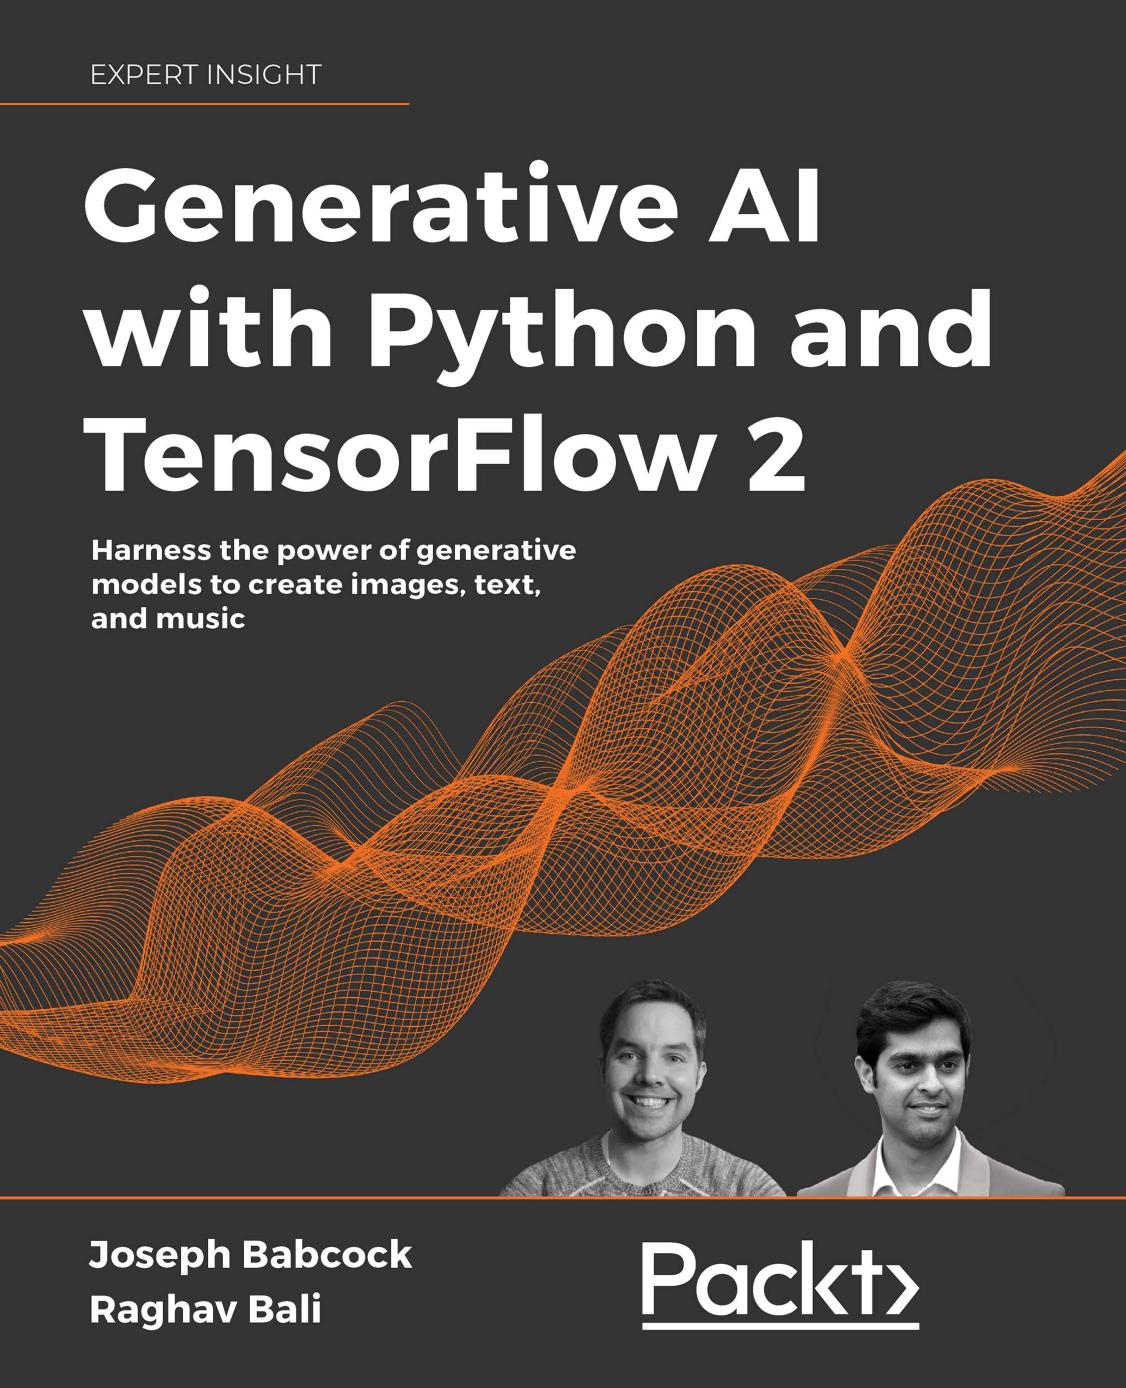 EXPERT INSIGHT
Generative AI
with Python and
TensorFlow 2
Harness the power of generative
models to create images, text,
and music
Joseph Babcock
Raghav Bali
Packt